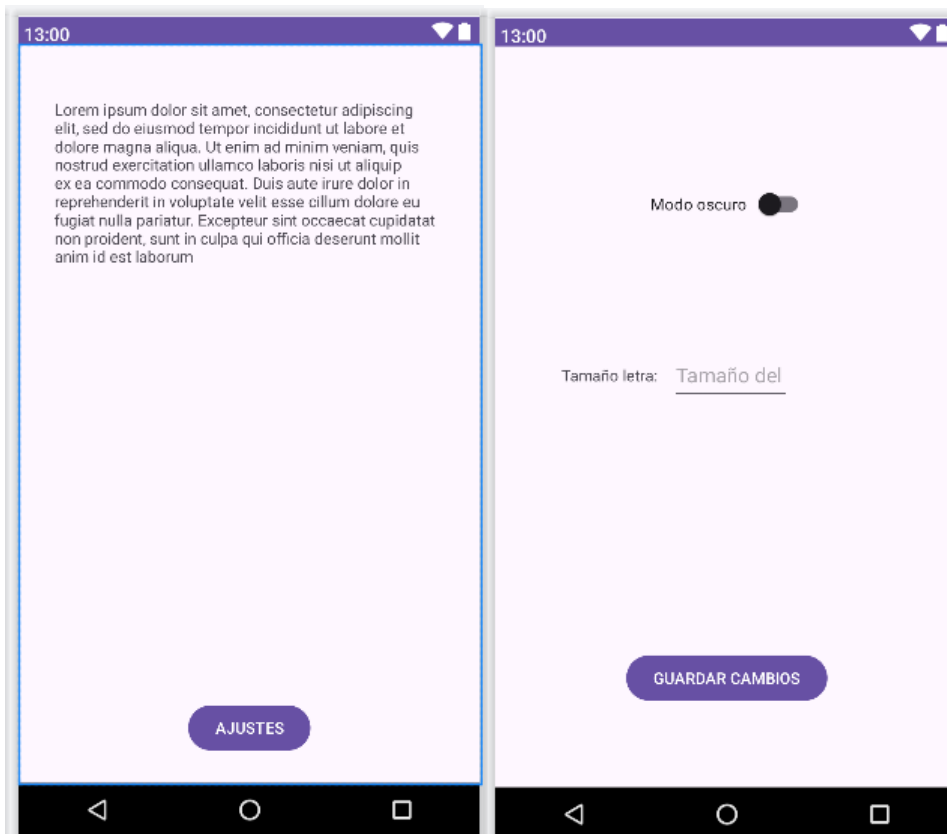 13:00
Lorem ipsum dolor sit amet, consectetur adipiscing
elit, sed do eiusmod tempor incididunt ut labore et
dolore magna aliqua. Ut enim ad minim veniam, quis
nostrud exercitation ullamco laboris nisi ut aliquip
ex ea commodo consequat. Duis aute irure dolor in
reprehenderit in voluptate velit esse cillum dolore eu
fugiat nulla pariatur. Excepteur sint occaecat cupidatat
non proident, sunt in culpa qui officia deserunt mollit
anim id est laborum
AJUSTES
13:00
Modo oscuro
Tamaño letra: Tamaño del
GUARDAR CAMBIOS